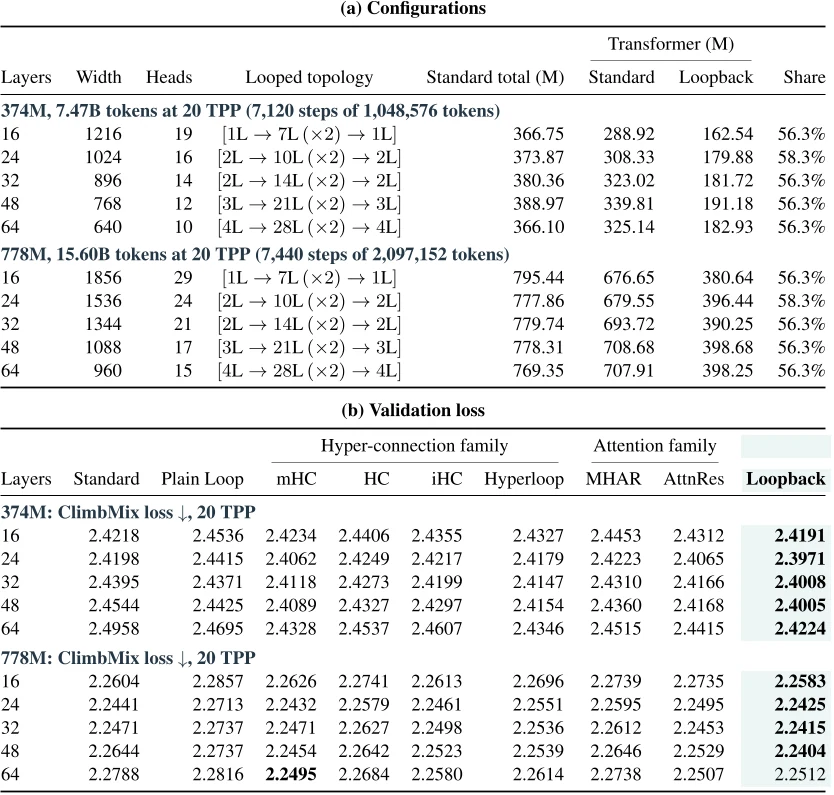 (a) Configurations
Transformer (M)
Layers Width Heads Looped topology Standard total (M) Standard Loopback Share
374M, 7.47B tokens at 20 TPP (7,120 steps of 1,048,576 tokens)
16 1216 19 [1L → 7L (×2) → 1L] 366.75 288.92 162.54 56.3%
24 1024 16 [2L → 10L (×2) → 2L] 373.87 308.33 179.88 58.3%
32 896 14 [2L → 14L (×2) → 2L] 380.36 323.02 181.72 56.3%
48 768 12 [3L → 21L (×2) → 3L] 388.97 339.81 191.18 56.3%
64 640 10 [4L → 28L (×2) → 4L] 366.10 325.14 182.93 56.3%
778M, 15.60B tokens at 20 TPP (7,440 steps of 2,097,152 tokens)
16 1856 29 [1L → 7L (×2) → 1L] 795.44 676.65 380.64 56.3%
24 1536 24 [2L → 10L (×2) → 2L] 777.86 679.55 396.44 58.3%
32 1344 21 [2L → 14L (×2) → 2L] 779.74 693.72 390.25 56.3%
48 1088 17 [3L → 21L (×2) → 3L] 778.31 708.68 398.68 56.3%
64 960 15 [4L → 28L (×2) → 4L] 769.35 707.91 398.25 56.3%
(b) Validation loss
Hyper-connection family Attention family
Layers Standard Plain Loop mHC HC iHC Hyperloop MHAR AttnRes Loopback
374M: ClimbMix loss ↓, 20 TPP
16 2.4218 2.4536 2.4234 2.4406 2.4355 2.4327 2.4453 2.4312 2.4191
24 2.4198 2.4415 2.4062 2.4249 2.4217 2.4179 2.4223 2.4065 2.3971
32 2.4395 2.4371 2.4118 2.4273 2.4199 2.4147 2.4310 2.4166 2.4008
48 2.4544 2.4425 2.4089 2.4327 2.4297 2.4154 2.4360 2.4168 2.4005
64 2.4958 2.4695 2.4328 2.4537 2.4607 2.4346 2.4515 2.4415 2.4224
778M: ClimbMix loss ↓, 20 TPP
16 2.2604 2.2857 2.2626 2.2741 2.2613 2.2696 2.2739 2.2735 2.2583
24 2.2441 2.2713 2.2432 2.2579 2.2461 2.2551 2.2595 2.2495 2.2425
32 2.2471 2.2737 2.2471 2.2627 2.2498 2.2536 2.2612 2.2453 2.2415
48 2.2644 2.2737 2.2454 2.2642 2.2523 2.2539 2.2646 2.2529 2.2404
64 2.2788 2.2816 2.2495 2.2684 2.2580 2.2614 2.2738 2.2507 2.2512